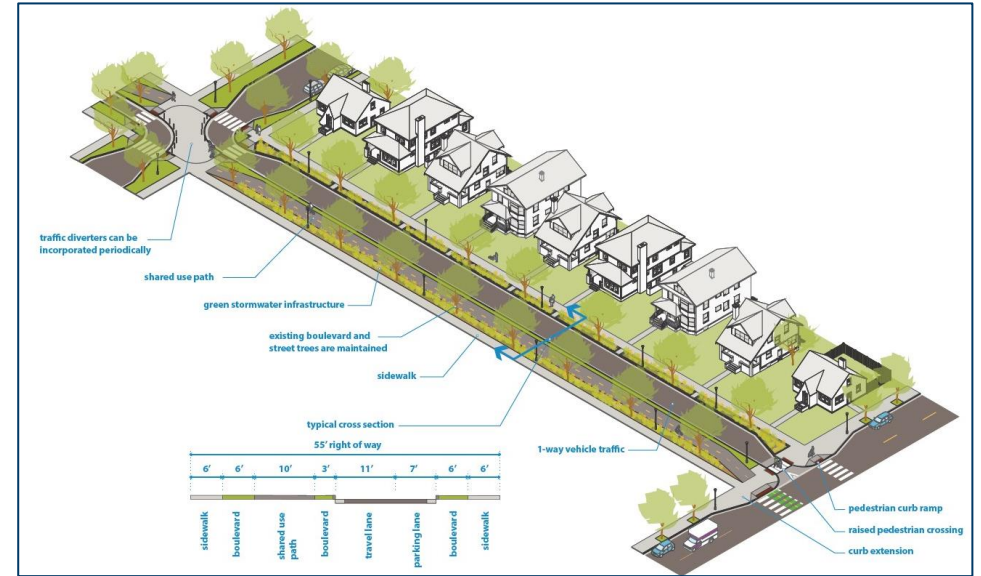 traffic diverters can be
incorporated periodically
shared use path
green stormwater infrastructure
existing boulevard and
street trees are maintained
sidewalk
typical cross section
1-way vehicle traffic
55’ right of way
6’ 6’ 10’ 3’ 11’ 7’ 6’ 6’
sidewalk
boulevard
shared use
path
boulevard
travel lane
parking lane
boulevard
sidewalk
pedestrian curb ramp
raised pedestrian crossing
curb extension